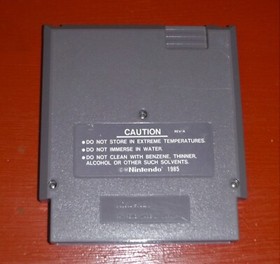 CAUTION
•DO NOT STORE IN EXTREME TEMPERATURES.
•DO NOT IMMERSE IN WATER.
•DO NOT CLEAN WITH BENZENE, THINNER,
ALCOHOL OR OTHER SUCH SOLVENTS.
©®Nintendo 1985